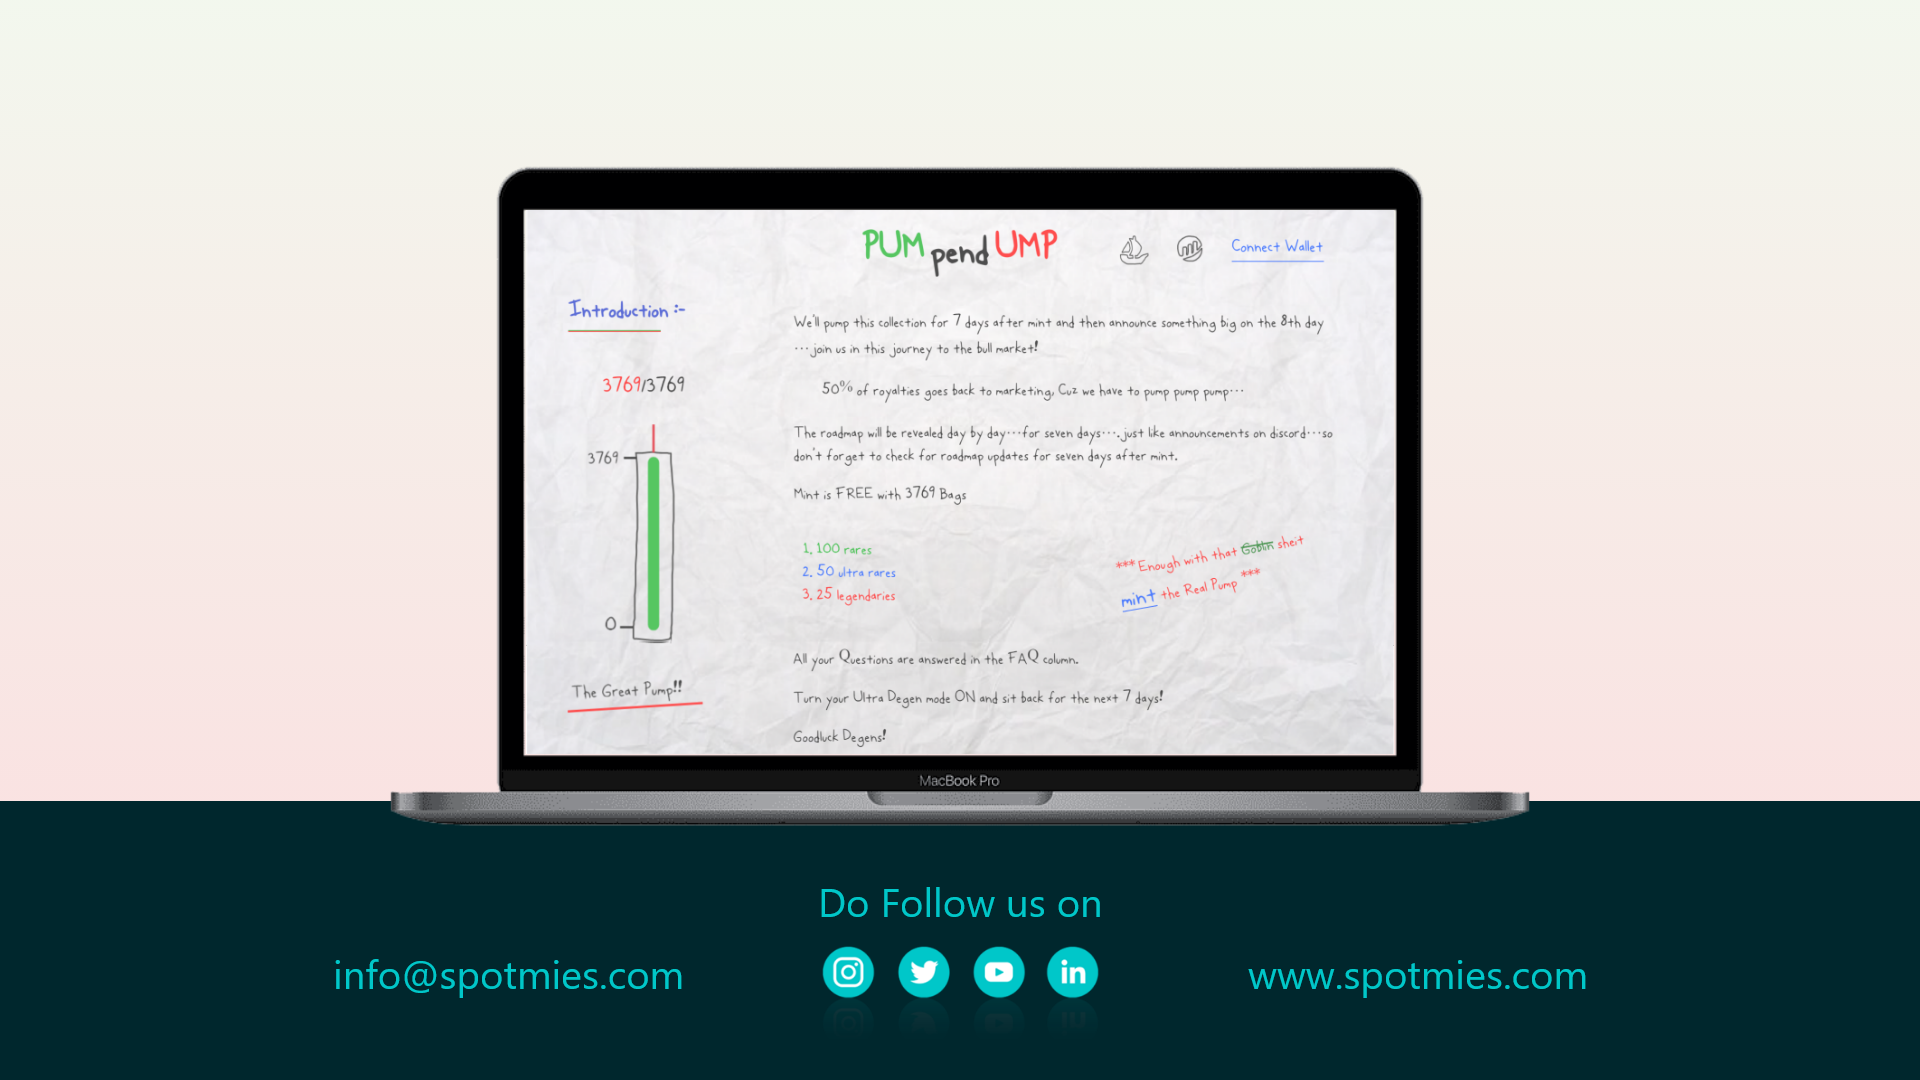 PUM pend UMP
Connect Wallet
Introduction :-
3769/3769
3769
0
The Great Pump!!
We'll pump this collection for 7 days after mint and then announce something big on the 8th day
...join us in this journey to the bull market!
50% of royalties goes back to marketing, Cuz we have to pump pump pump...
The roadmap will be revealed day by day...for seven days....just like announcements on discord...so
don't forget to check for roadmap updates for seven days after mint.
Mint is FREE with 3769 Bags
1. 100 rares
2. 50 ultra rares
3. 25 legendaries
***Enough with that Goblin sheit
mint the Real Pump ***
All your Questions are answered in the FAQ column.
Turn your Ultra Degen mode ON and sit back for the next 7 days!
Goodluck Degens!
MacBook Pro
Do Follow us on
info@spotmies.com
in
www.spotmies.com